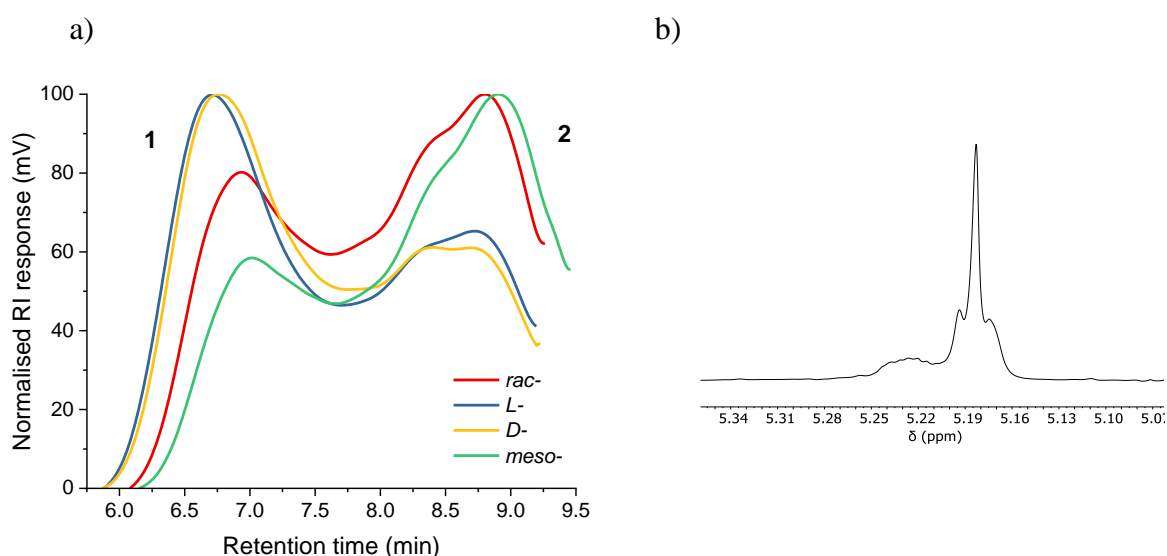 a)
b)
Normalised RI response (mV)
100
80
60
40
20
0
1
2
rac-
L-
D-
meso-
6.0 6.5 7.0 7.5 8.0 8.5 9.0 9.5
Retention time (min)
5.34 5.31 5.28 5.25 5.22 5.19 5.16 5.13 5.10 5.07
δ (ppm)